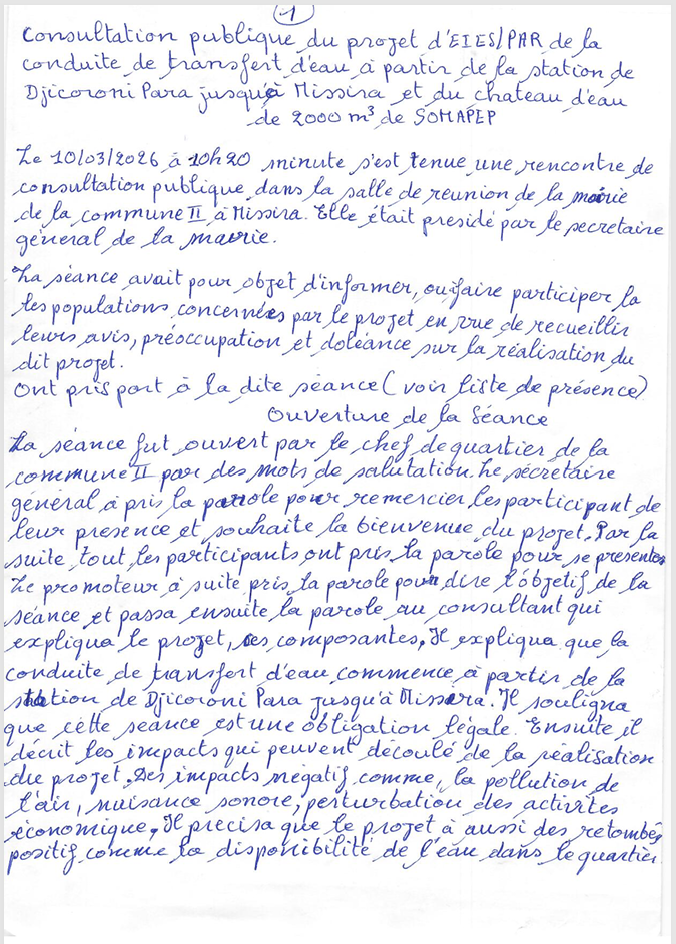 1
Consultation publique du projet d'EIES/PAR de la
conduite de transfert d'eau à partir de la station de
Djicoroni Para jusqu'à Missira et du chateau d'eau
de 2000 m³ de SOMAPEP
Le 10/03/2026 à 10h20 minute s'est tenue une rencontre de
consultation publique dans la salle de reunion de la mairie
de la commune II à Missira. Elle était presidé par le secretaire
général de la mairie.
La séance avait pour objet d'informer, ou faire participer la
les populations concernées par le projet en vue de recueillir
leurs avis, préoccupation et doléance sur la réalisation du
dit projet.
Ont pris part à la dite séance (voir liste de présence)
Ouverture de la Séance
La séance fut ouvert par le chef de quartier de la
commune II par des mots de salutation. Le sécretaire
général à pris la parole pour remercier les participant de
leur presence et souhaite la bienvenue du projet. Par la
suite tout les participants ont pris la parole pour se presenter
Le promoteur à suite pris la parole pour dire l'objetif de la
séance et passa ensuite la parole au consultant qui
expliqua le projet, ses composantes. Il expliqua que la
conduite de transfert d'eau commence à partir de la
station de Djicoroni Para jusqu'à Missira. Il souligna
que cette seance est une obligation légale. Ensuite il
décrit les impacts qui peuvent découlé de la réalisation
du projet. Des impacts négatif comme, la pollution de
l'air, nuisance sonore, perturbation des activites
économique. Il precisa que le projet à aussi des retombés
positif comme la disponibilité de l'eau dans le quartier.